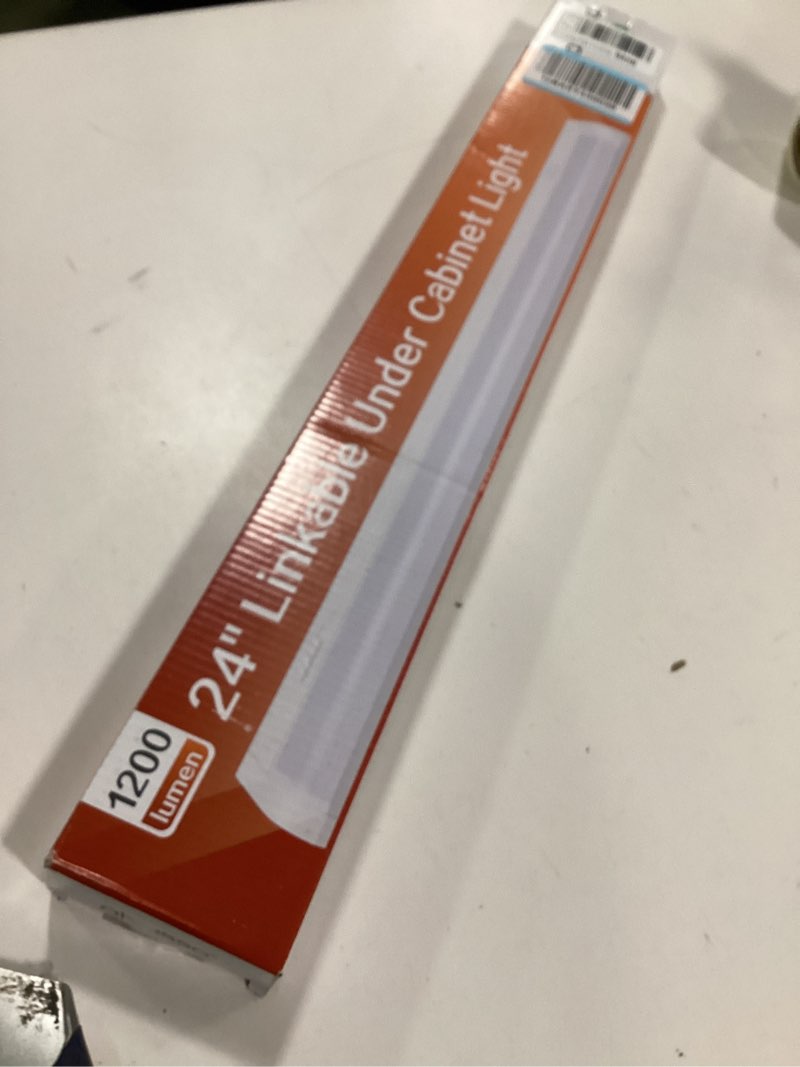 24" Linkable Under Cabinet Light
1200
lumen